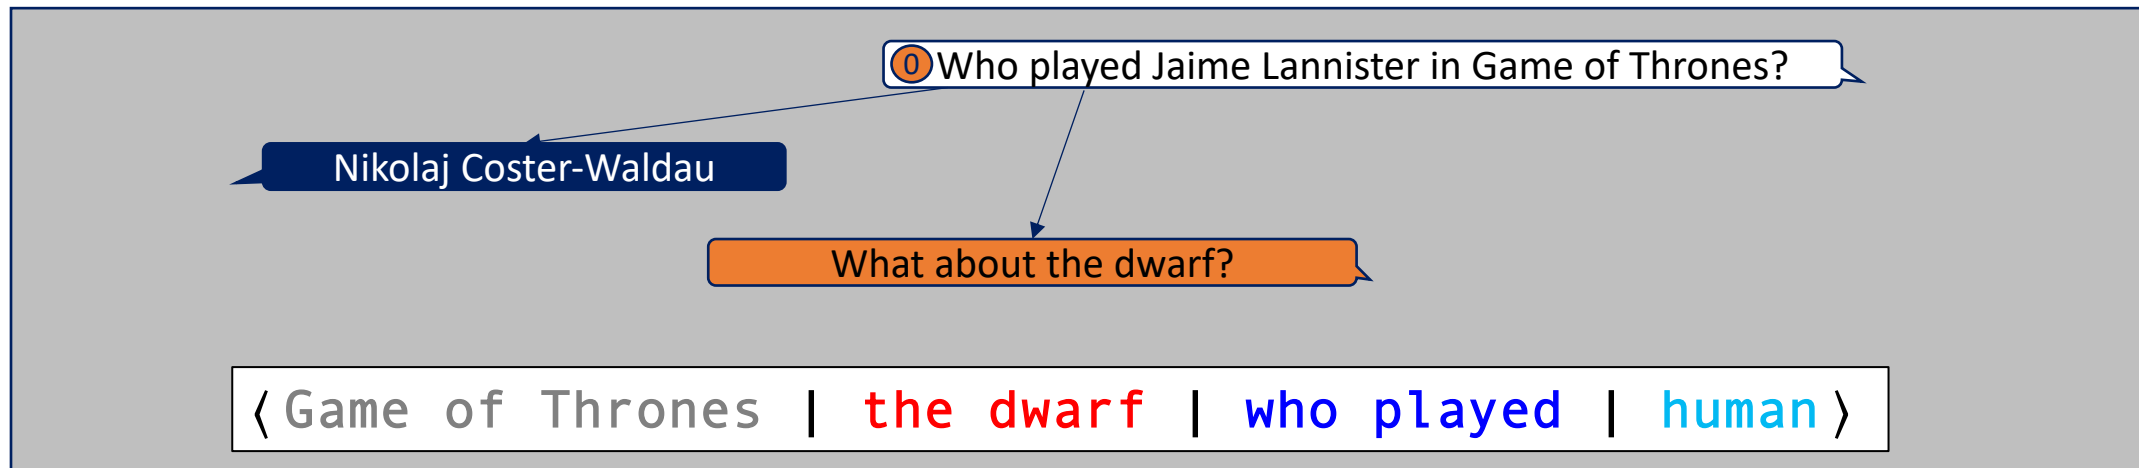 0 Who played Jaime Lannister in Game of Thrones?
Nikolaj Coster-Waldau
What about the dwarf?
⟨Game of Thrones | the dwarf | who played | human⟩